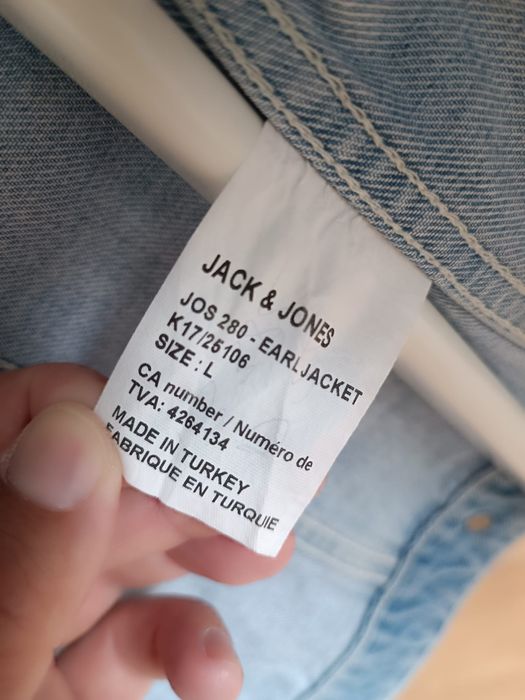 JACK & JONES
JOS 280 - EARL JACKET
K17/25106
SIZE : L
CA number / Numéro de
TVA: 4264134
MADE IN TURKEY
FABRIQUE EN TURQUIE